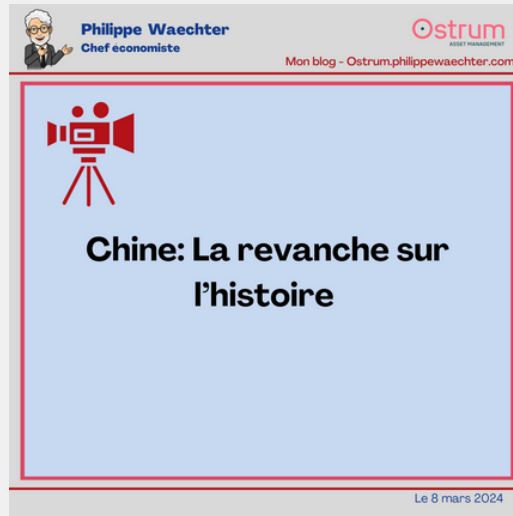 Philippe Waechter
Chef économiste
Ostrum
ASSET MANAGEMENT
Mon blog - Ostrum.philippewaechter.com
Chine: La revanche sur
l'histoire
Le 8 mars 2024